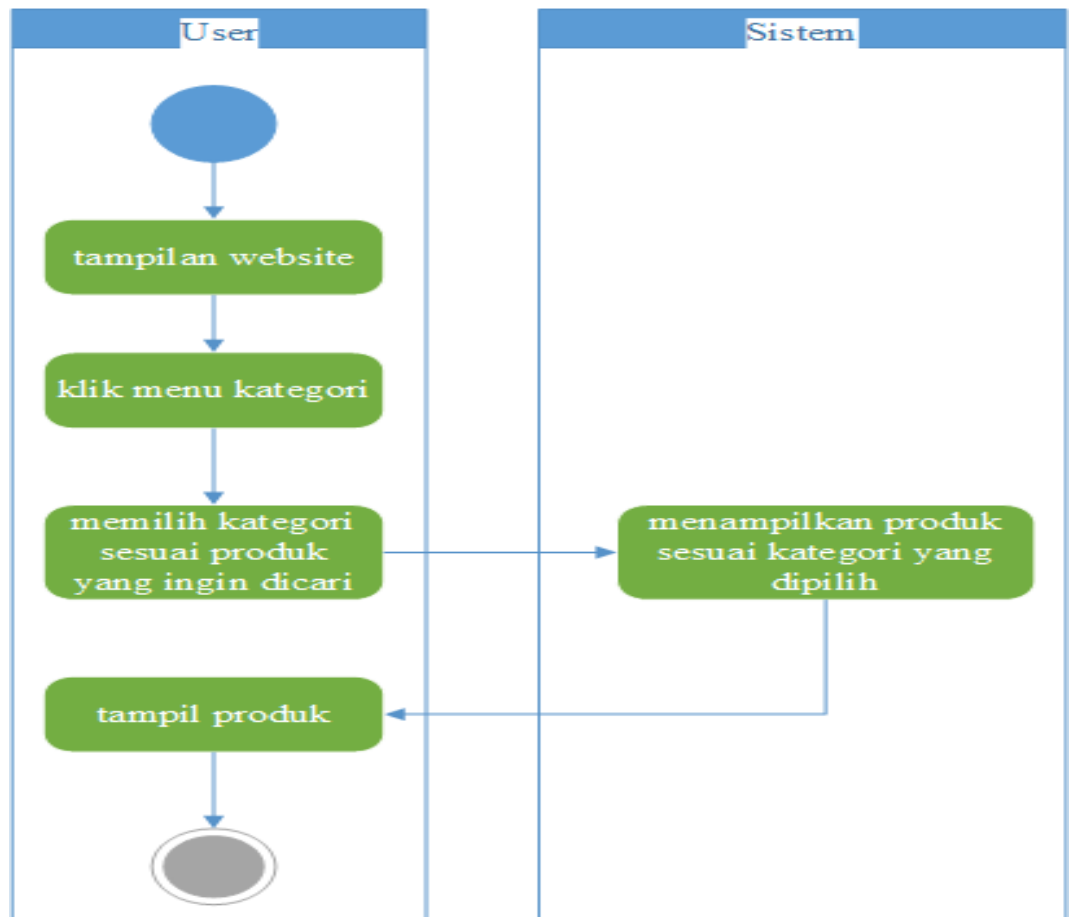 User
Sistem
tampilan website
klik menu kategori
memilih kategori
sesuai produk
yang ingin dicari
menampilkan produk
sesuai kategori yang
dipilih
tampil produk